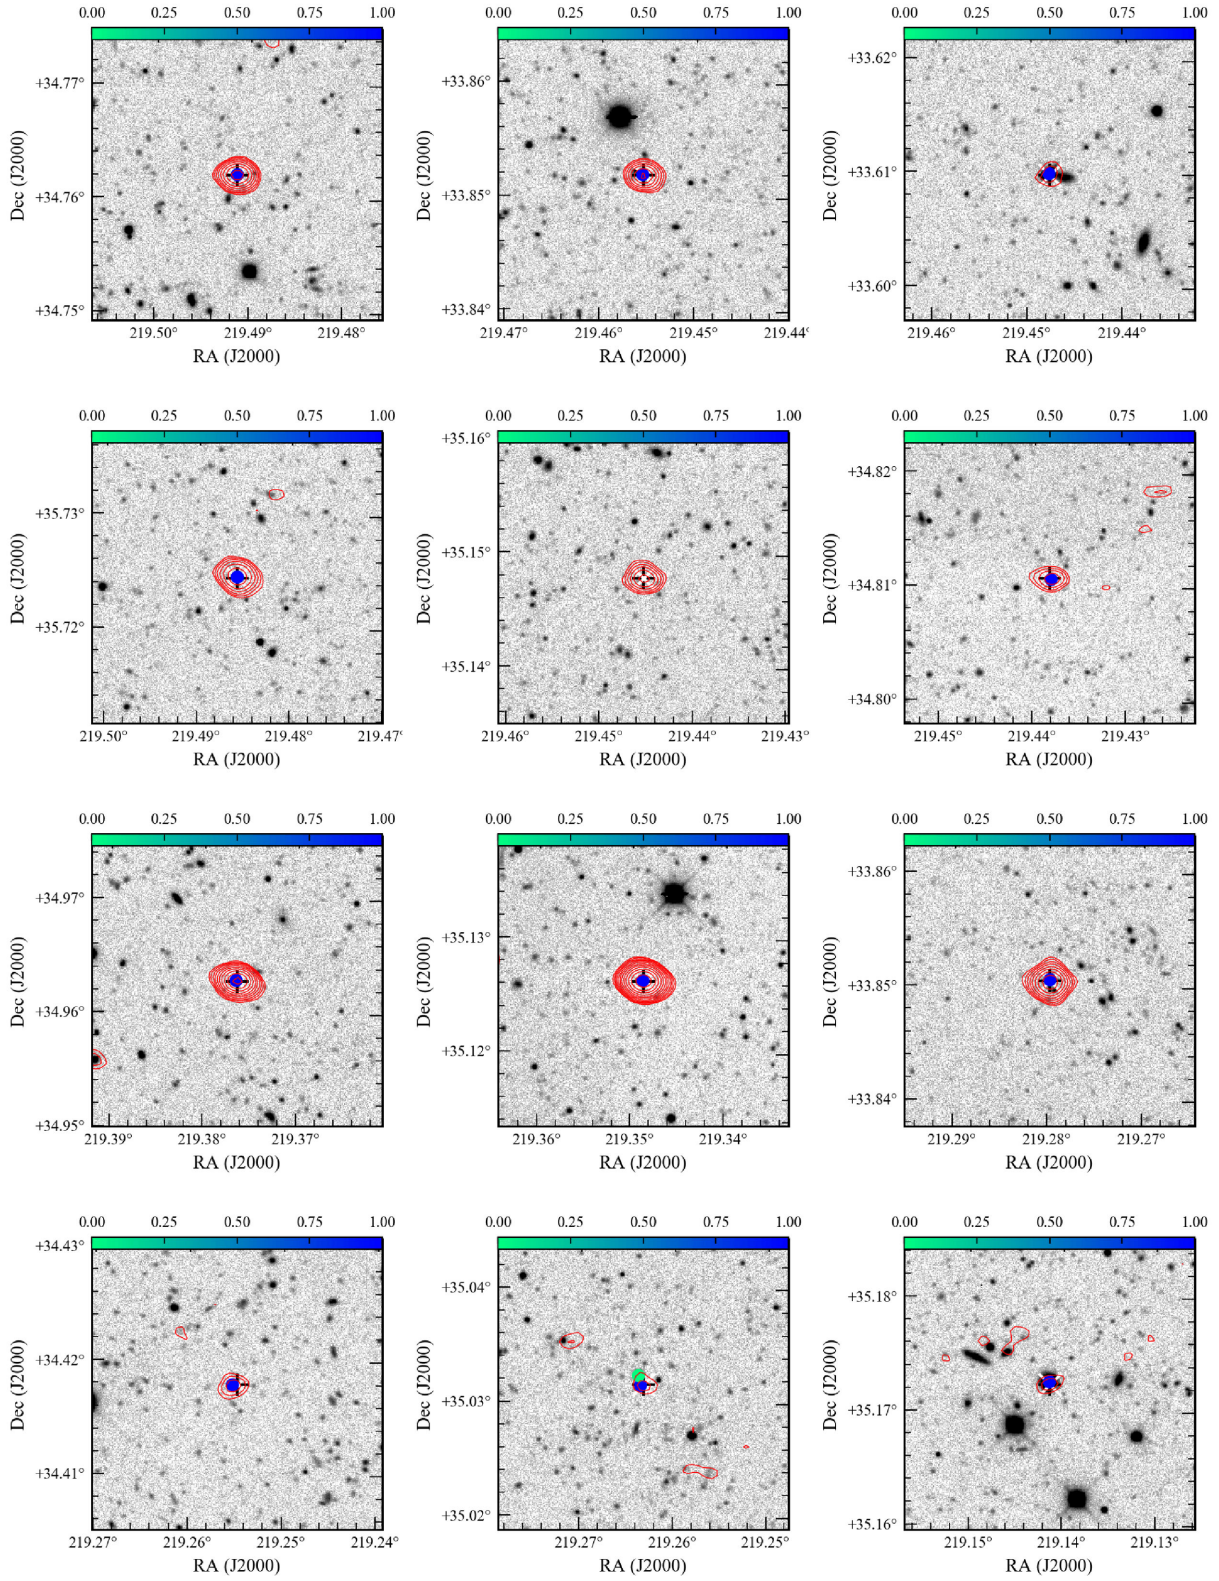 0.00 0.25 0.50 0.75 1.00 0.00 0.25 0.50 0.75 1.00 0.00 0.25 0.50 0.75 1.00
+34.77°
+34.76°
+34.75°
Dec (J2000)
219.50 219.49 219.48
RA (J2000)
+33.86°
+33.85°
+33.84°
Dec (J2000)
219.47° 219.46° 219.45° 219.44°
RA (J2000)
+33.62°
+33.61°
+33.60°
Dec (J2000)
219.46° 219.45° 219.44°
RA (J2000)
0.00 0.25 0.50 0.75 1.00 0.00 0.25 0.50 0.75 1.00 0.00 0.25 0.50 0.75 1.00
+35.73°
+35.72°
Dec (J2000)
219.50° 219.49° 219.48° 219.47°
RA (J2000)
+35.16°
+35.15°
+35.14°
Dec (J2000)
219.46° 219.45° 219.44° 219.43°
RA (J2000)
+34.82°
+34.81°
+34.80°
Dec (J2000)
219.45° 219.44° 219.43°
RA (J2000)
0.00 0.25 0.50 0.75 1.00 0.00 0.25 0.50 0.75 1.00 0.00 0.25 0.50 0.75 1.00
+34.97°
+34.96°
+34.95°
Dec (J2000)
219.39° 219.38° 219.37°
RA (J2000)
+35.13°
+35.12°
Dec (J2000)
219.36° 219.35° 219.34°
RA (J2000)
+33.86°
+33.85°
+33.84°
Dec (J2000)
219.29° 219.28° 219.27°
RA (J2000)
0.00 0.25 0.50 0.75 1.00 0.00 0.25 0.50 0.75 1.00 0.00 0.25 0.50 0.75 1.00
+34.43°
+34.42°
+34.41°
Dec (J2000)
219.27° 219.26° 219.25° 219.24°
RA (J2000)
+35.04°
+35.03°
+35.02°
Dec (J2000)
219.27° 219.26° 219.25°
RA (J2000)
+35.18°
+35.17°
+35.16°
Dec (J2000)
219.15° 219.14° 219.13°
RA (J2000)